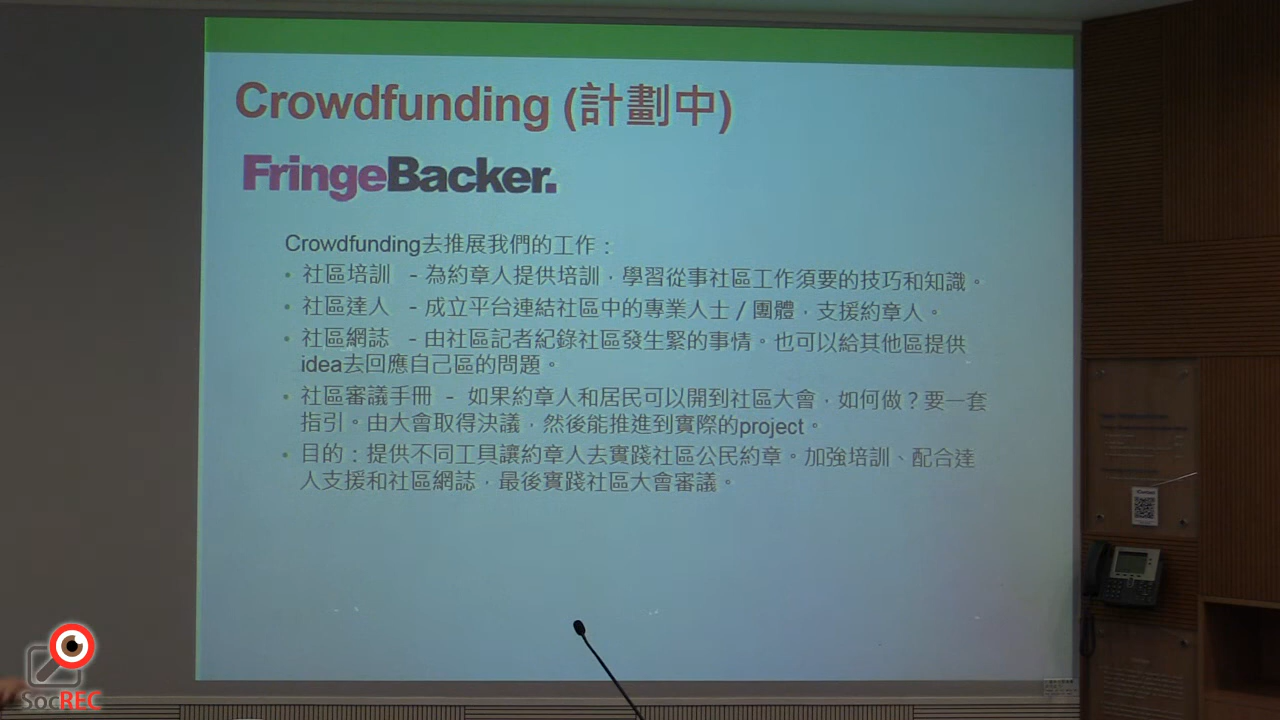 Crowdfunding (計劃中)
FringeBacker.
Crowdfunding去推展我們的工作：
• 社區培訓 - 為約章人提供培訓，學習從事社區工作須要的技巧和知識。
• 社區達人 - 成立平台連結社區中的專業人士／團體，支援約章人。
• 社區網誌 - 由社區記者紀錄社區發生緊的事情。也可以給其他區提供
idea去回應自己區的問題。
• 社區審議手冊 - 如果約章人和居民可以開到社區大會，如何做？要一套
指引。由大會取得決議，然後能推進到實際的project。
• 目的：提供不同工具讓約章人去實踐社區公民約章。加強培訓、配合達
人支援和社區網誌，最後實踐社區大會審議。
SocREC